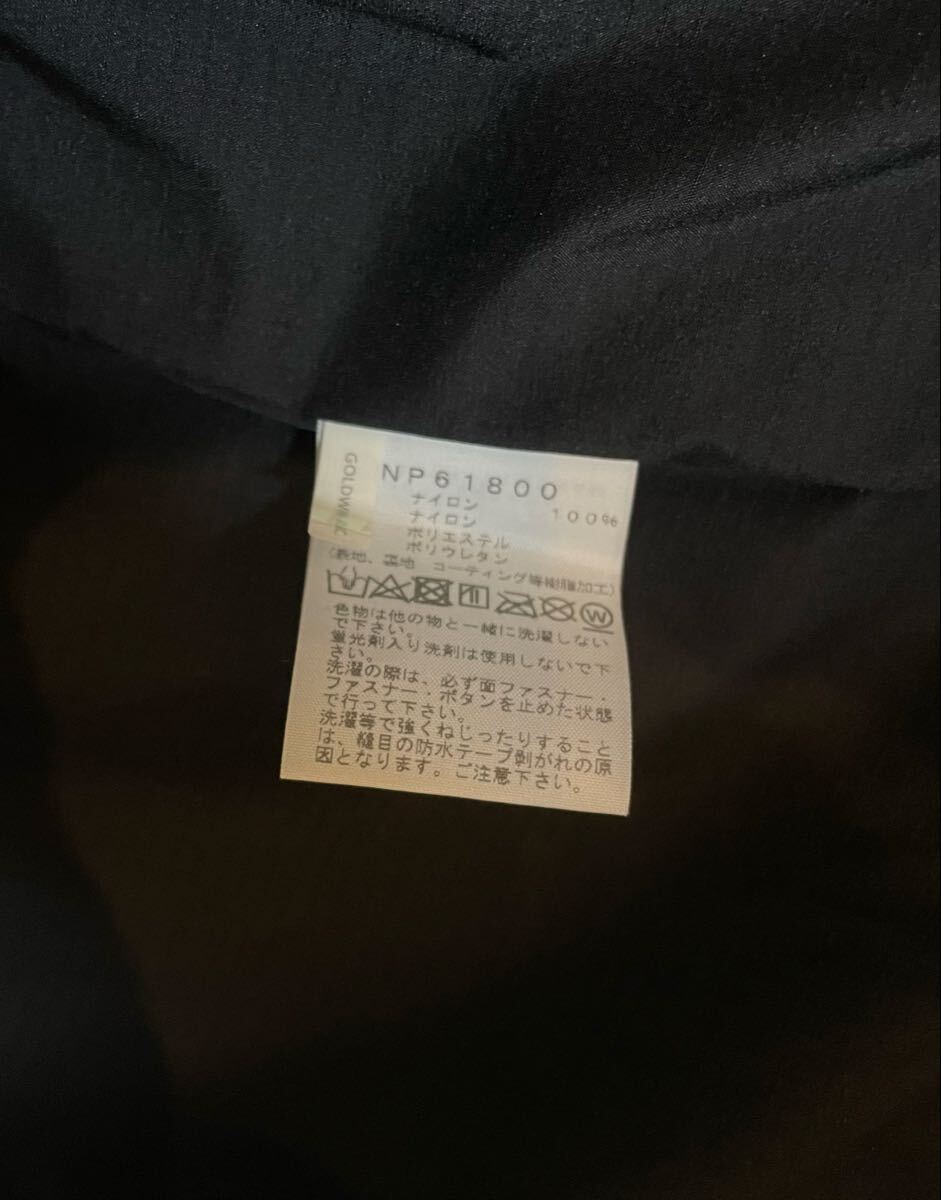 GOLDWIN
NP61800
ナイロン 100%
ナイロン
ポリエステル
ポリウレタン
(表地、裏地 コーティング等樹脂加工)
W
色物は他の物と一緒に洗濯しない
で下さい。
蛍光剤入り洗剤は使用しないで下
さい。
洗濯の際は、必ず面ファスナー・
ファスナー・ボタンを止めた状態
で行って下さい。
洗濯等で強くねじったりすること
は、縫目の防水テープ剥がれの原
因となります。ご注意下さい。